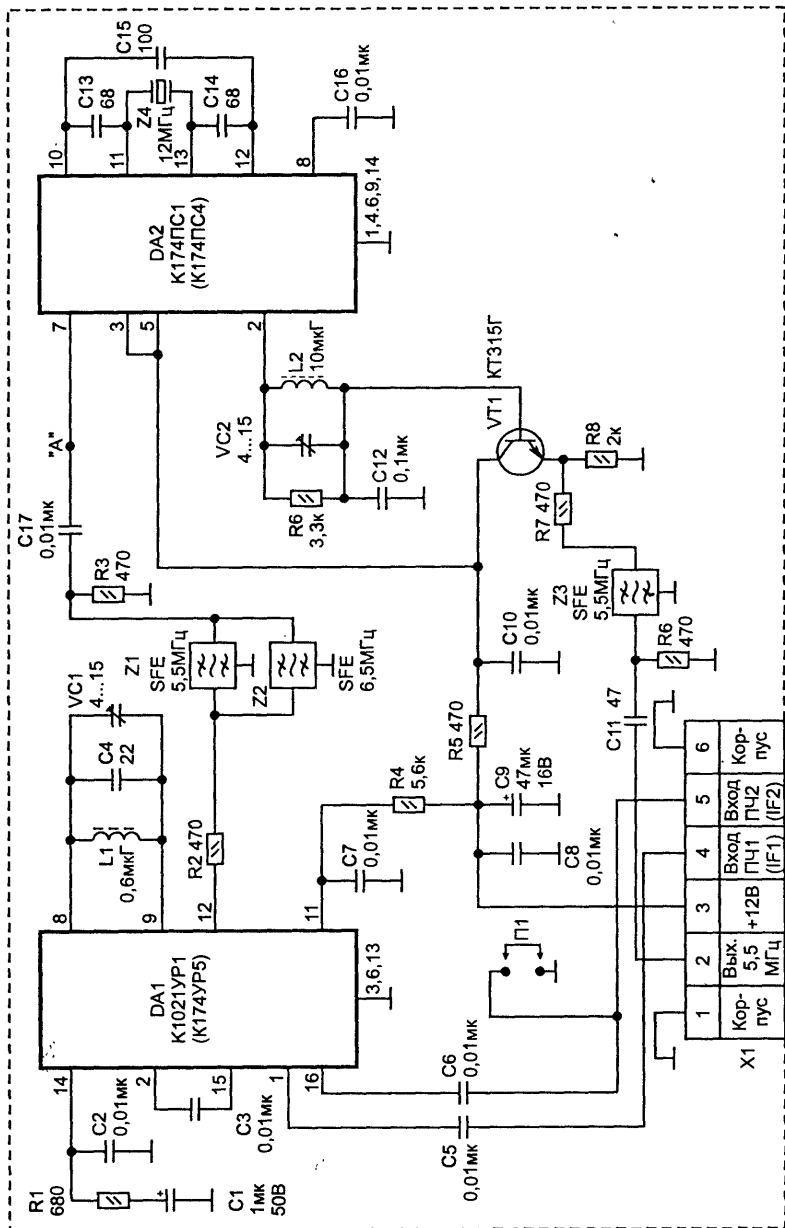 R1
680
C1
1мк
50В
C2
0,01мк
14
2
C3
0,01мк
15
1
16
DA1
К1021УР1
(К174УР5)
3,6,13
8
L1
0,6мкГ
C4
22
VC1
4...15
9
12
R2 470
11
C7
0,01мк
R4
5,6к
Z1
SFE
5,5МГц
Z2
SFE
6,5МГц
R3
470
C17
0,01мк
"А"
7
3
5
2
DA2
К174ПС1
(К174ПС4)
1,4.6,9,14
10
C13
68
11
Z4
12МГц
C15
100
13
C14
68
12
8
C16
0,01мк
VC2
4...15
L2
10мкГ
R6
3,3к
C12
0,1мк
VT1
КТ315Г
R8
2к
R7 470
Z3
SFE
5,5МГц
R6
470
C11 47
C10
0,01мк
R5 470
C9
+
47мк
16В
C8
0,01мк
П1
C6
0,01мк
C5
0,01мк
X1
1
Кор-
пус
2
Вых.
5,5
МГц
3
+12В
4
Вход
ПЧ1
(IF1)
5
Вход
ПЧ2
(IF2)
6
Кор-
пус